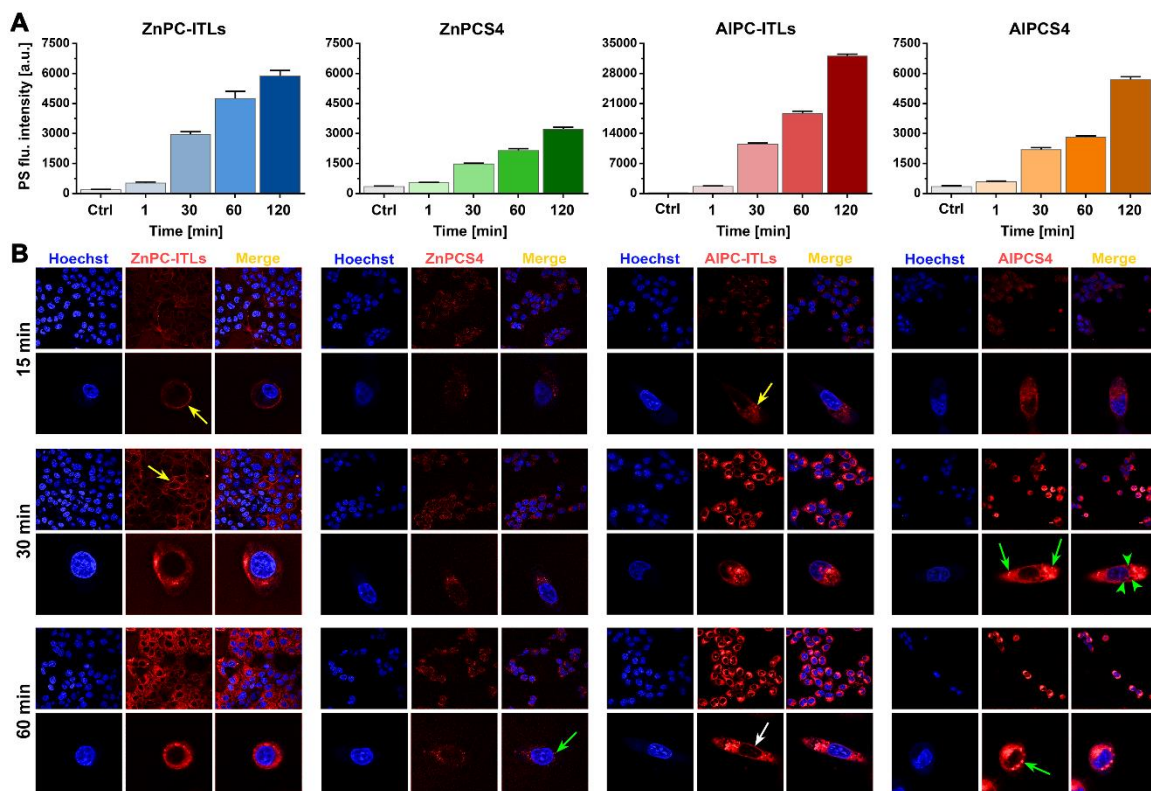 A
ZnPC-ITLs
ZnPCS4
AlPC-ITLs
AlPCS4
PS flu. intensity [a.u.]
7500
6000
4500
3000
1500
0
Ctrl 1 30 60 120
Time [min]
7500
6000
4500
3000
1500
0
Ctrl 1 30 60 120
Time [min]
35000
28000
21000
14000
7000
0
Ctrl 1 30 60 120
Time [min]
7500
6000
4500
3000
1500
0
Ctrl 1 30 60 120
Time [min]
B
Hoechst ZnPC-ITLs Merge
Hoechst ZnPCS4 Merge
Hoechst AlPC-ITLs Merge
Hoechst AlPCS4 Merge
15 min
30 min
60 min